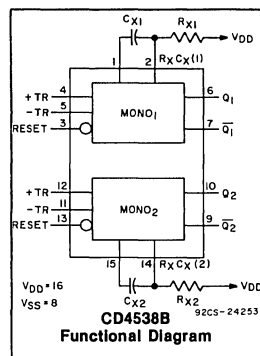 CX1 RX1 VDD
1 2 RXCX(1)
+TR 4 6 Q1
-TR 5 MONO1
RESET 3 7 Q̅1̅
+TR 12 10 Q2
-TR 11 MONO2
RESET 13 9 Q̅2̅
15 14 RXCX(2)
VDD=16 VDD
VSS=8 CX2 RX2
92CS-24253
CD4538B
Functional Diagram